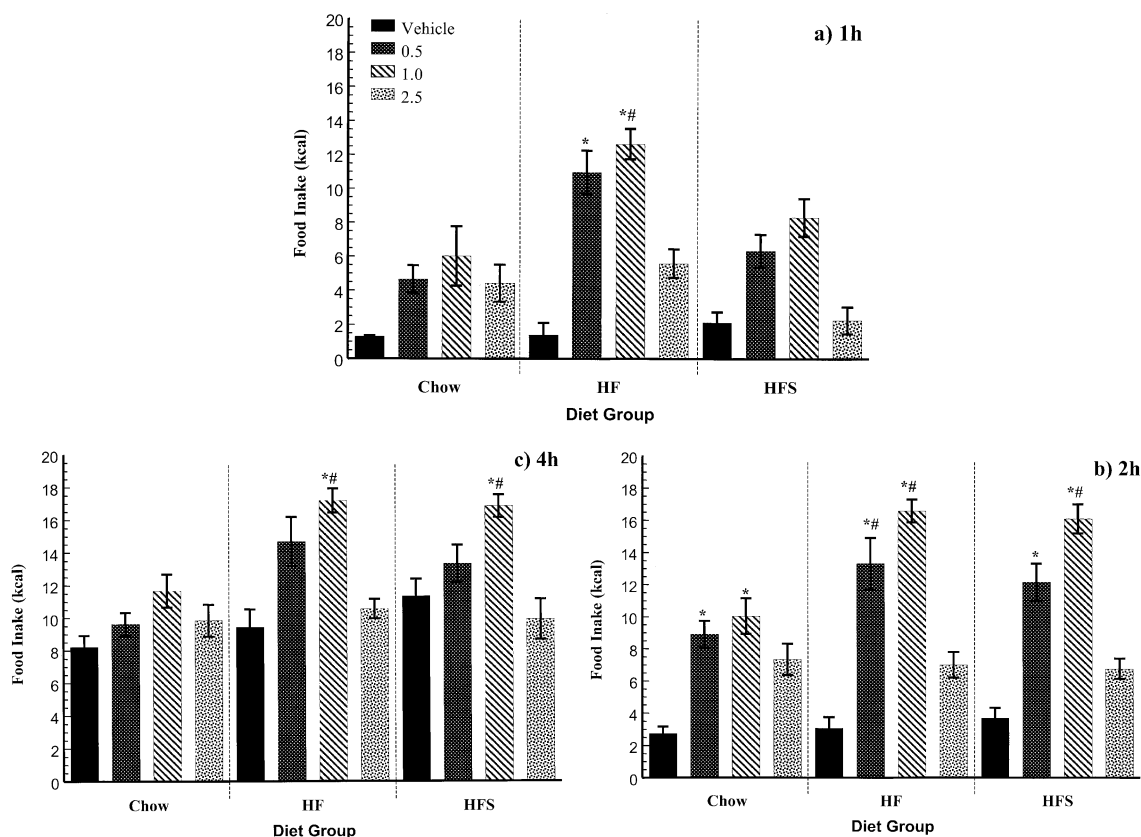 a) 1h
Vehicle
0.5
1.0
2.5
Food Inake (kcal)
20
18
16
14
12
10
8
6
4
2
0
*
*#
Chow HF HFS
Diet Group
c) 4h
Food Inake (kcal)
20
18
16
14
12
10
8
6
4
2
0
*# *#
Chow HF HFS
Diet Group
b) 2h
Food Inake (kcal)
20
18
16
14
12
10
8
6
4
2
0
* * *# *# * *#
Chow HF HFS
Diet Group